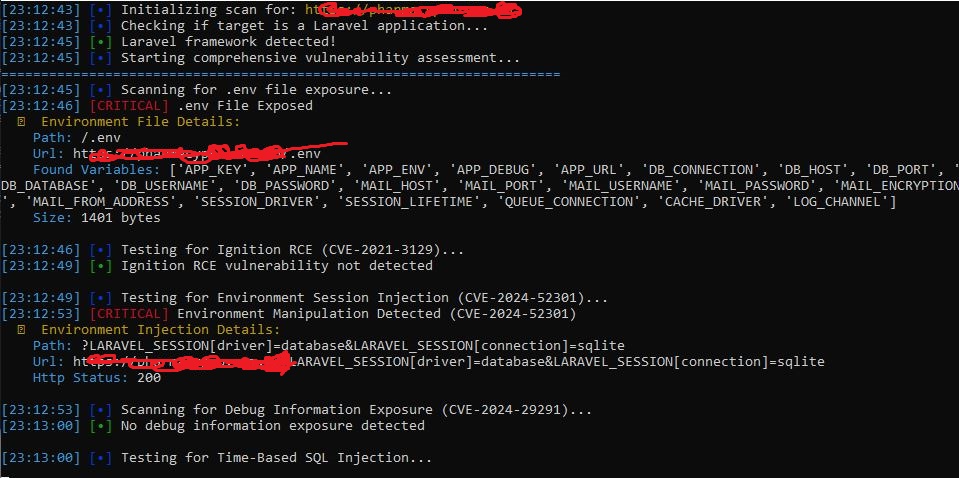 [23:12:43] [•] Initializing scan for:
[23:12:43] [•] Checking if target is a Laravel application...
[23:12:45] [•] Laravel framework detected!
[23:12:45] [•] Starting comprehensive vulnerability assessment...
======================================================================
[23:12:45] [•] Scanning for .env file exposure...
[23:12:46] [CRITICAL] .env File Exposed
Environment File Details:
Path: /.env
Url: /.env
Found Variables: ['APP_KEY', 'APP_NAME', 'APP_ENV', 'APP_DEBUG', 'APP_URL', 'DB_CONNECTION', 'DB_HOST', 'DB_PORT', '
DB_DATABASE', 'DB_USERNAME', 'DB_PASSWORD', 'MAIL_HOST', 'MAIL_PORT', 'MAIL_USERNAME', 'MAIL_PASSWORD', 'MAIL_ENCRYPTION
', 'MAIL_FROM_ADDRESS', 'SESSION_DRIVER', 'SESSION_LIFETIME', 'QUEUE_CONNECTION', 'CACHE_DRIVER', 'LOG_CHANNEL']
Size: 1401 bytes
[23:12:46] [•] Testing for Ignition RCE (CVE-2021-3129)...
[23:12:49] [•] Ignition RCE vulnerability not detected
[23:12:49] [•] Testing for Environment Session Injection (CVE-2024-52301)...
[23:12:53] [CRITICAL] Environment Manipulation Detected (CVE-2024-52301)
Environment Injection Details:
Path: ?LARAVEL_SESSION[driver]=database&LARAVEL_SESSION[connection]=sqlite
Url: LARAVEL_SESSION[driver]=database&LARAVEL_SESSION[connection]=sqlite
Http Status: 200
[23:12:53] [•] Scanning for Debug Information Exposure (CVE-2024-29291)...
[23:13:00] [•] No debug information exposure detected
[23:13:00] [•] Testing for Time-Based SQL Injection...